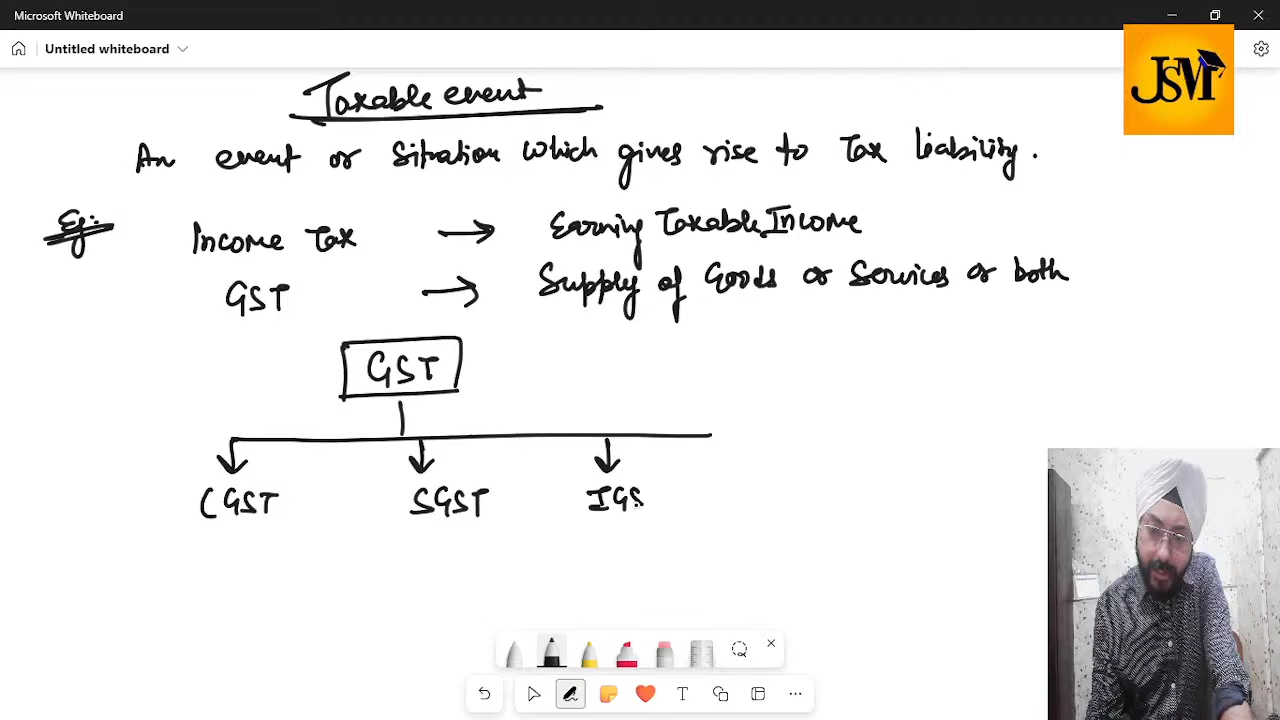 Microsoft Whiteboard
Untitled whiteboard
JSM
Taxable event
An event or Sitration which gives rise to Tax liability.
Eg:- Income Tax → Earning Taxable Income
GST → Supply of Goods or Services or both
GST
CGST SGST IGS